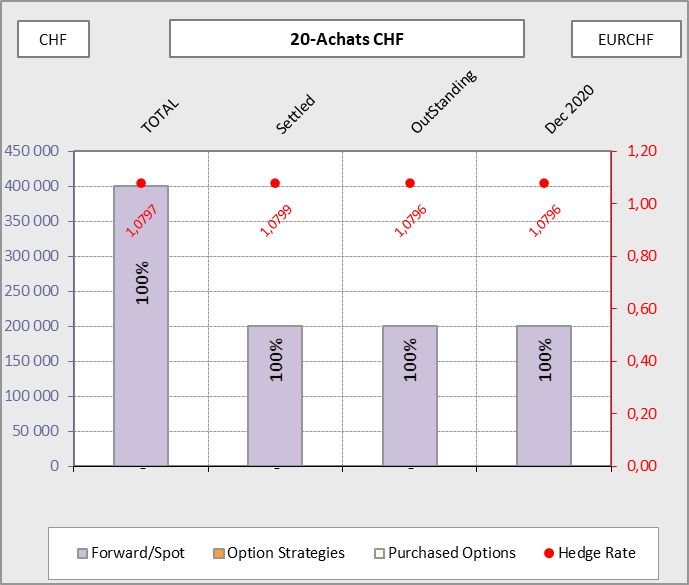 CHF
20-Achats CHF
EURCHF
TOTAL
Settled
OutStanding
Dec 2020
450 000
400 000
350 000
300 000
250 000
200 000
150 000
100 000
50 000
0
1,20
1,00
0,80
0,60
0,40
0,20
0,00
1,0797
1,0799
1,0796
1,0796
100%
100%
100%
100%
Forward/Spot
Option Strategies
Purchased Options
Hedge Rate